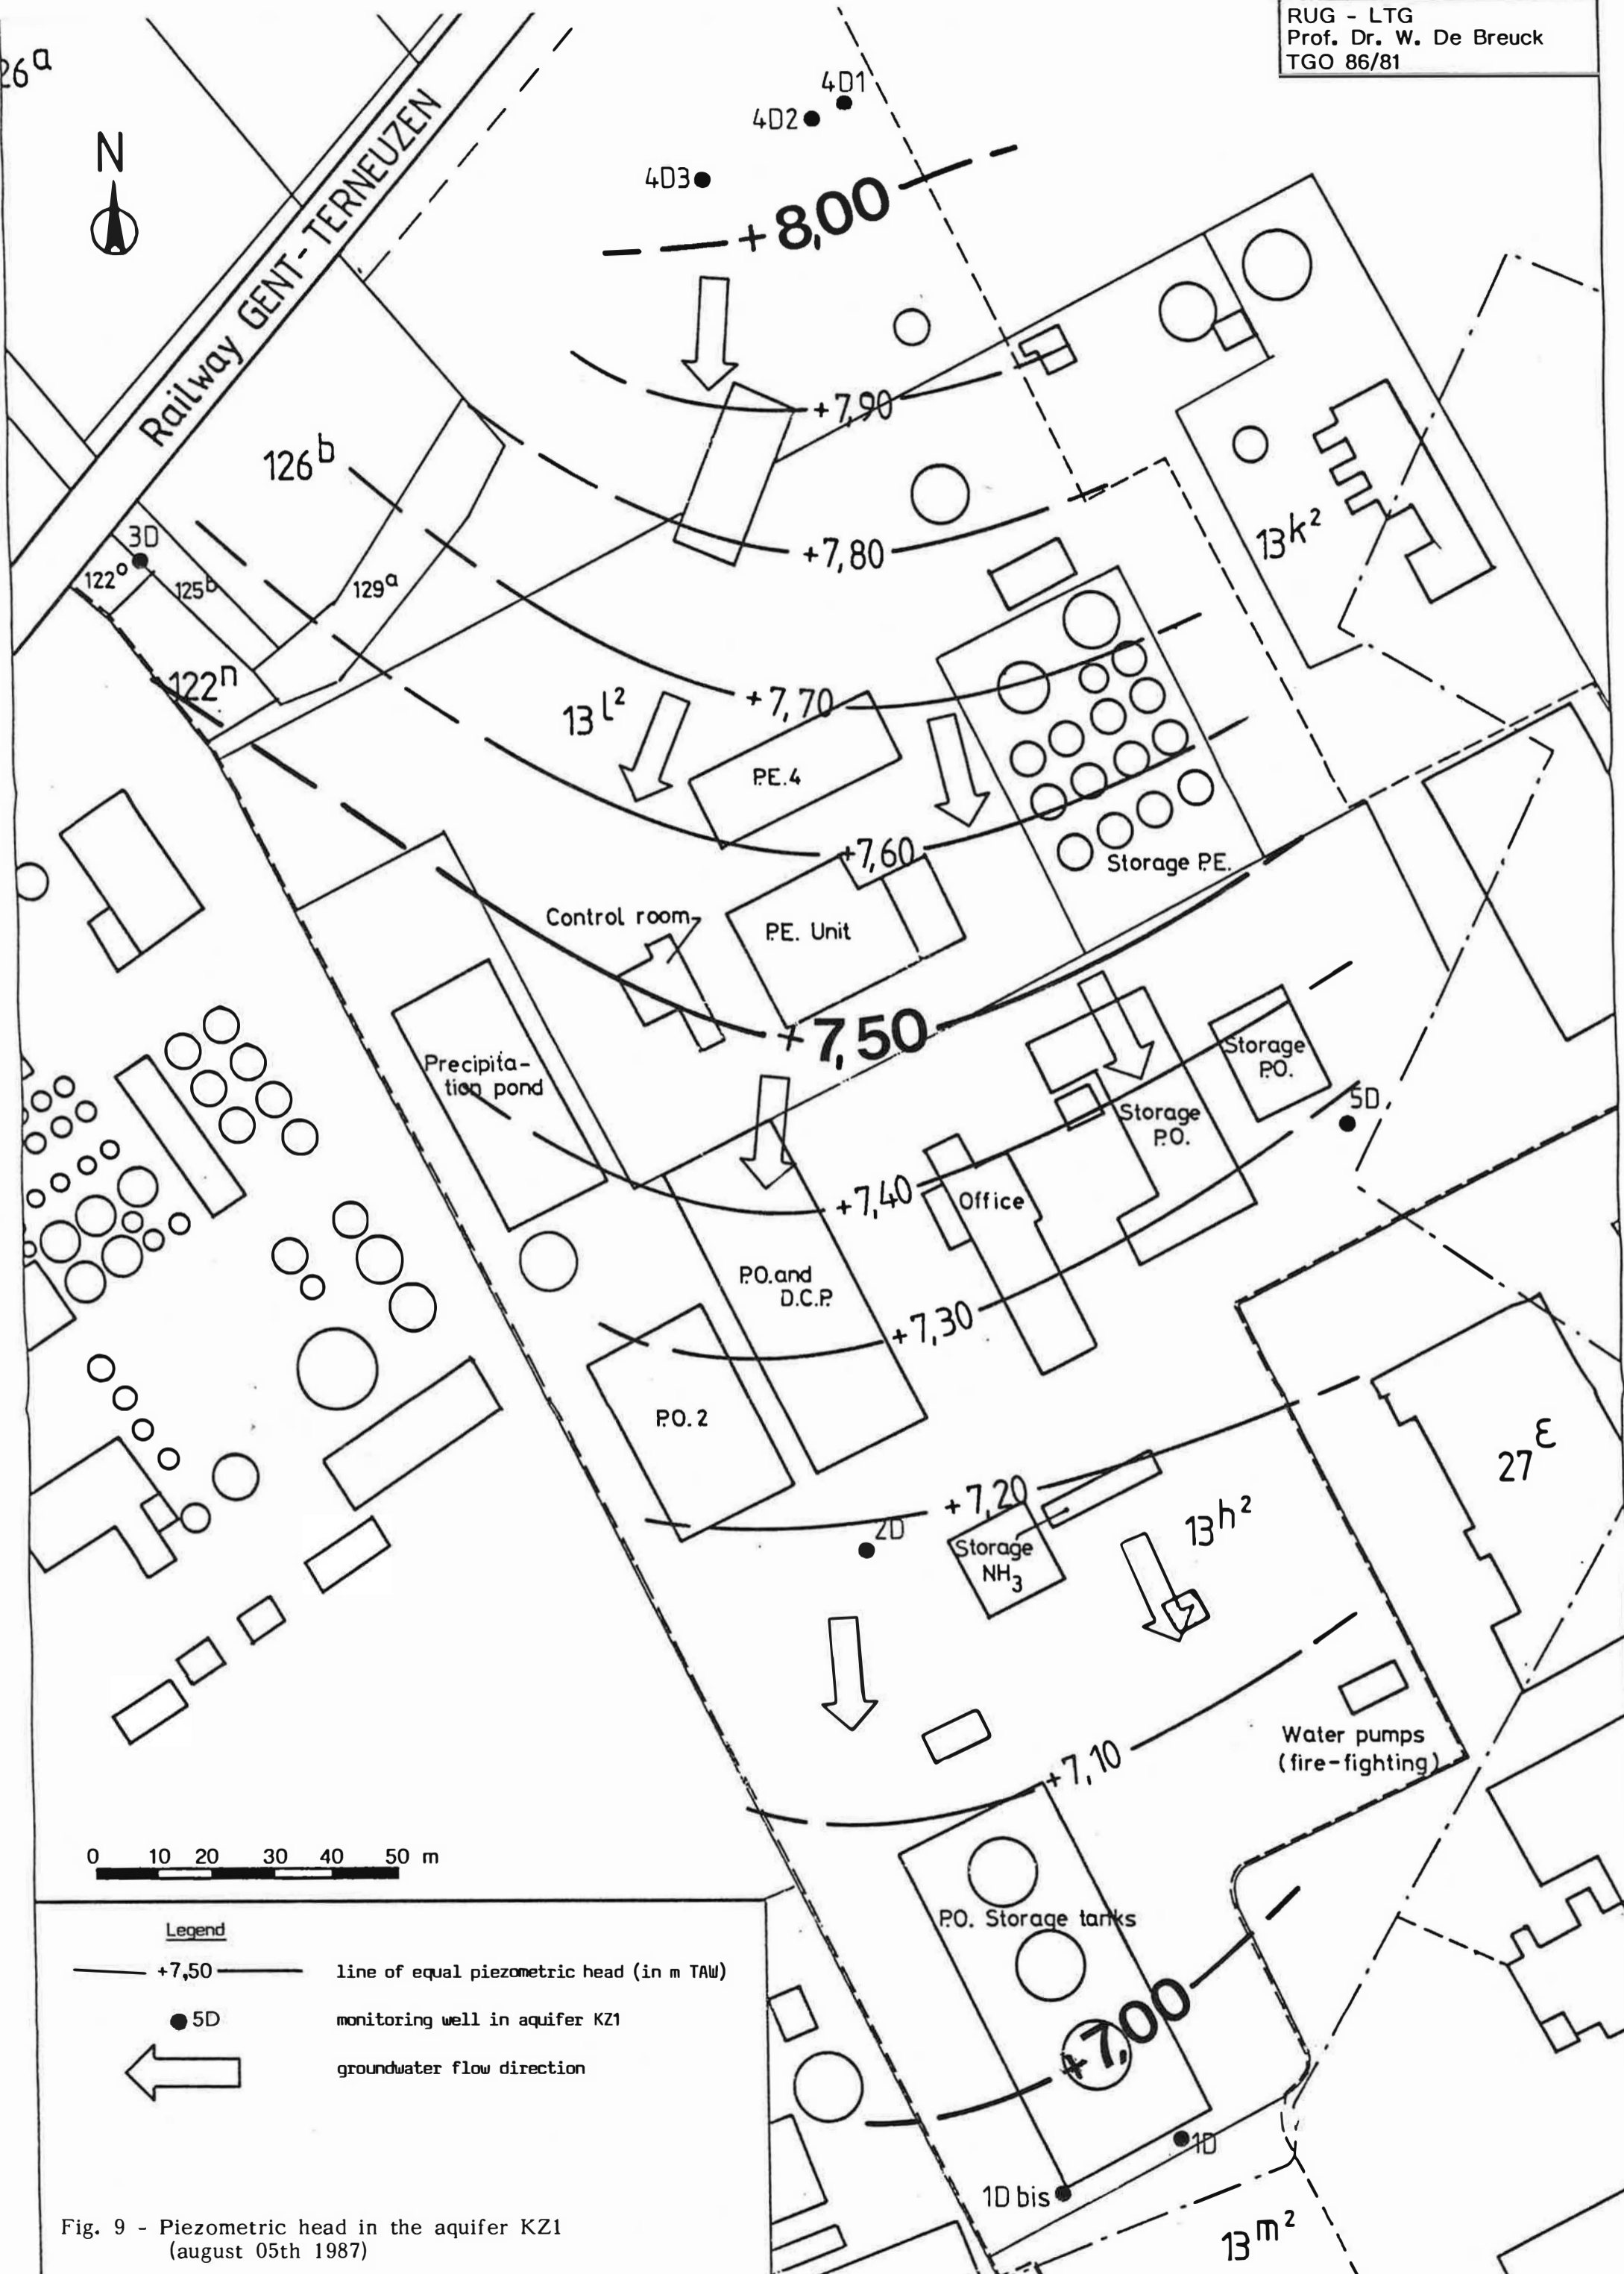 RUG - LTG
Prof. Dr. W. De Breuck
TGO 86/81
26a
N
Railway GENT-TERNEUZEN
4D1
4D2
4D3
+8,00
+7,90
126b
+7,80
13k²
3D
122o
125b
129a
122n
13l²
+7,70
P.E.4
+7,60
Storage P.E.
Control room
P.E. Unit
+7,50
Precipita-
tion pond
Storage
P.O.
5D
Storage
P.O.
+7,40
Office
P.O. and
D.C.P.
+7,30
P.O. 2
27E
+7,20
13h²
2D
Storage
NH3
+7,10
Water pumps
(fire-fighting)
0 10 20 30 40 50 m
P.O. Storage tanks
+7,00
1D
1D bis
13m²
Legend
+7,50 line of equal piezometric head (in m TAW)
5D monitoring well in aquifer KZ1
groundwater flow direction
Fig. 9 - Piezometric head in the aquifer KZ1
(august 05th 1987)